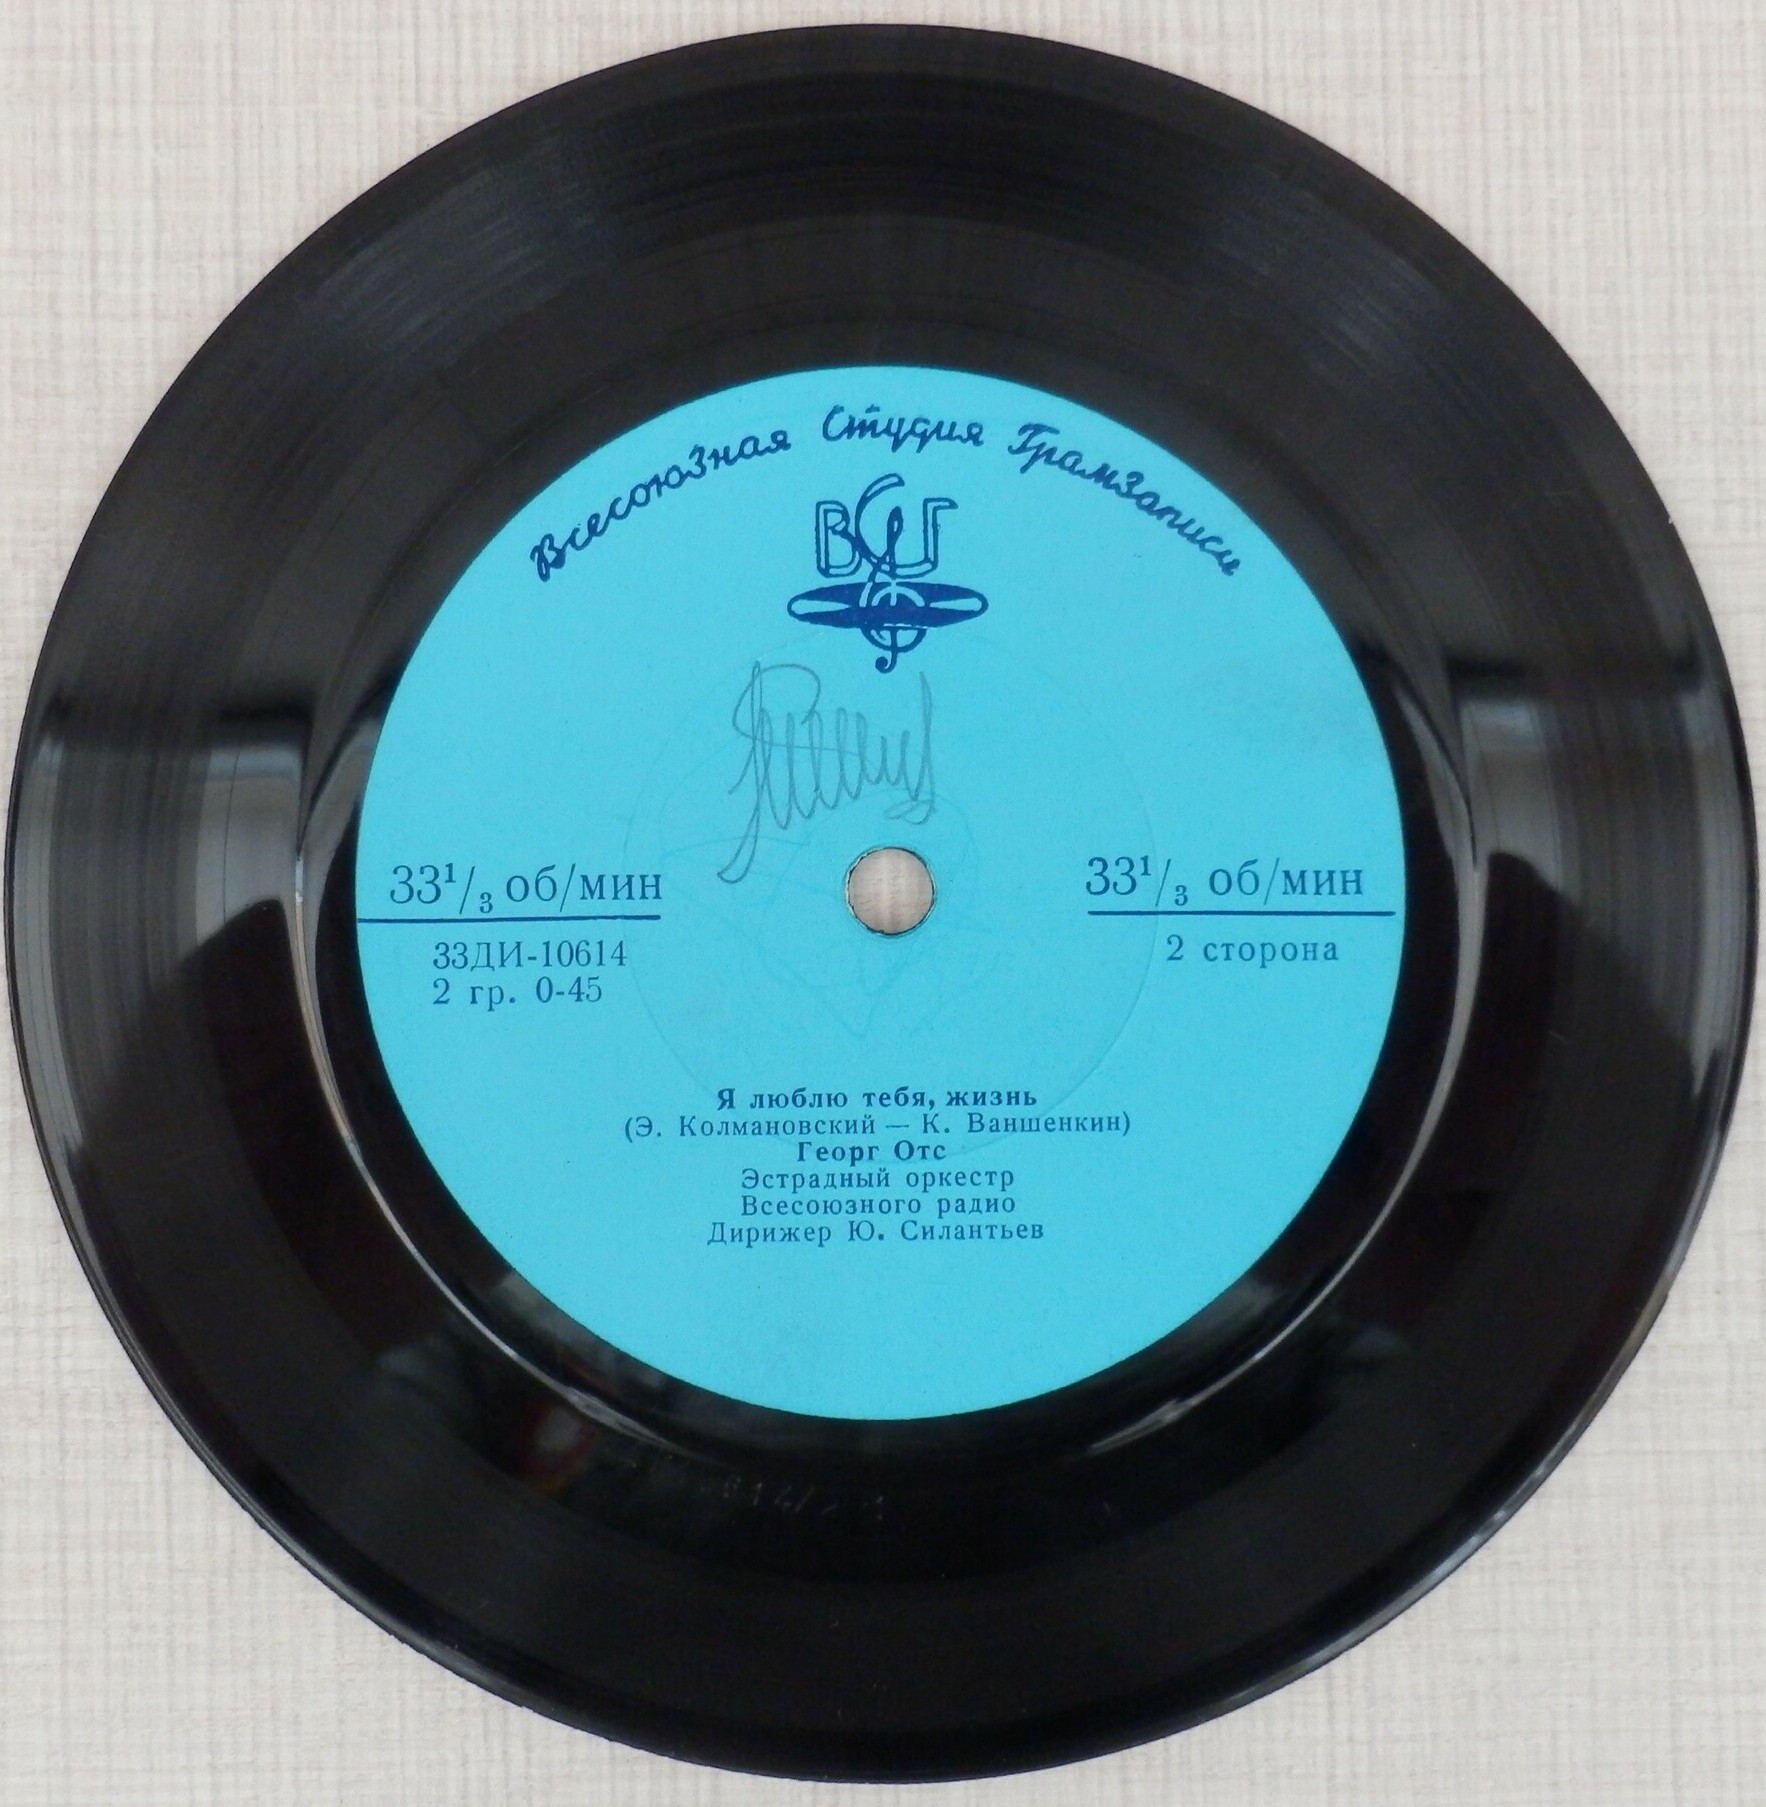 Всесоюзная Студия Грамзаписи
ВСГ
33¹/₃ об/мин
33ДИ-10614
2 гр. 0-45
33¹/₃ об/мин
2 сторона
Я люблю тебя, жизнь
(Э. Колмановский — К. Ваншенкин)
Георг Отс
Эстрадный оркестр
Всесоюзного радио
Дирижер Ю. Силантьев